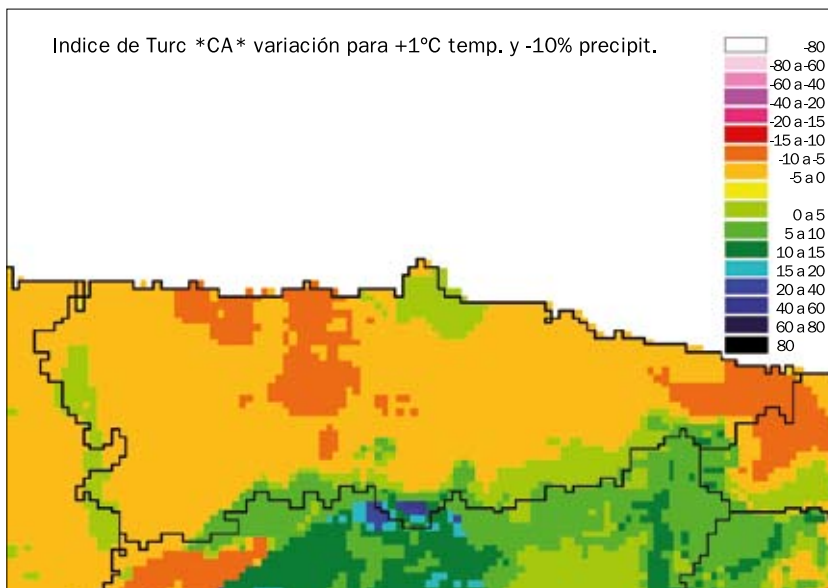 Indice de Turc *CA* variación para +1ºC temp. y -10% precipit.
-80
-80 a -60
-60 a -40
-40 a -20
-20 a -15
-15 a -10
-10 a -5
-5 a 0
0 a 5
5 a 10
10 a 15
15 a 20
20 a 40
40 a 60
60 a 80
80